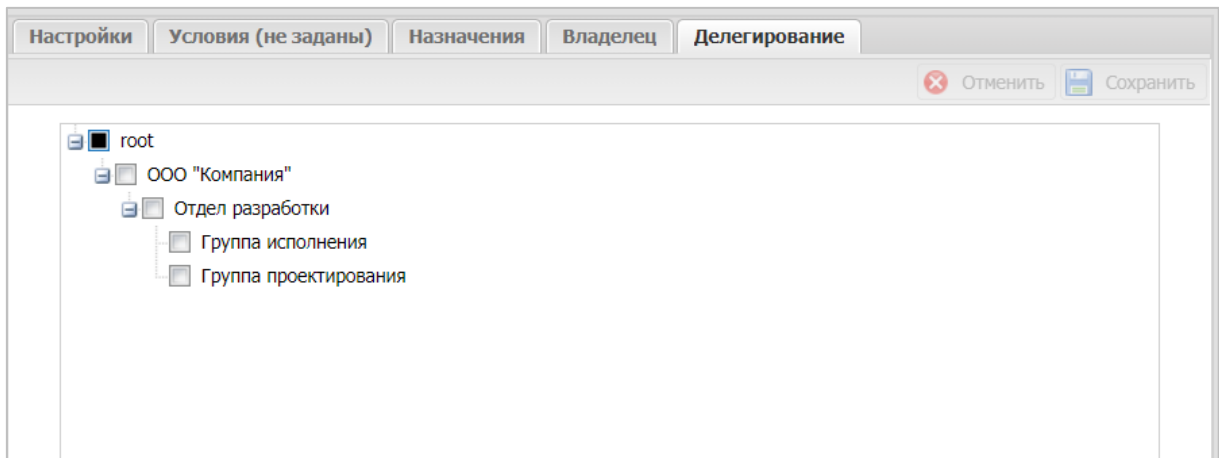 Настройки Условия (не заданы) Назначения Владелец Делегирование
Отменить Сохранить
root
ООО "Компания"
Отдел разработки
Группа исполнения
Группа проектирования